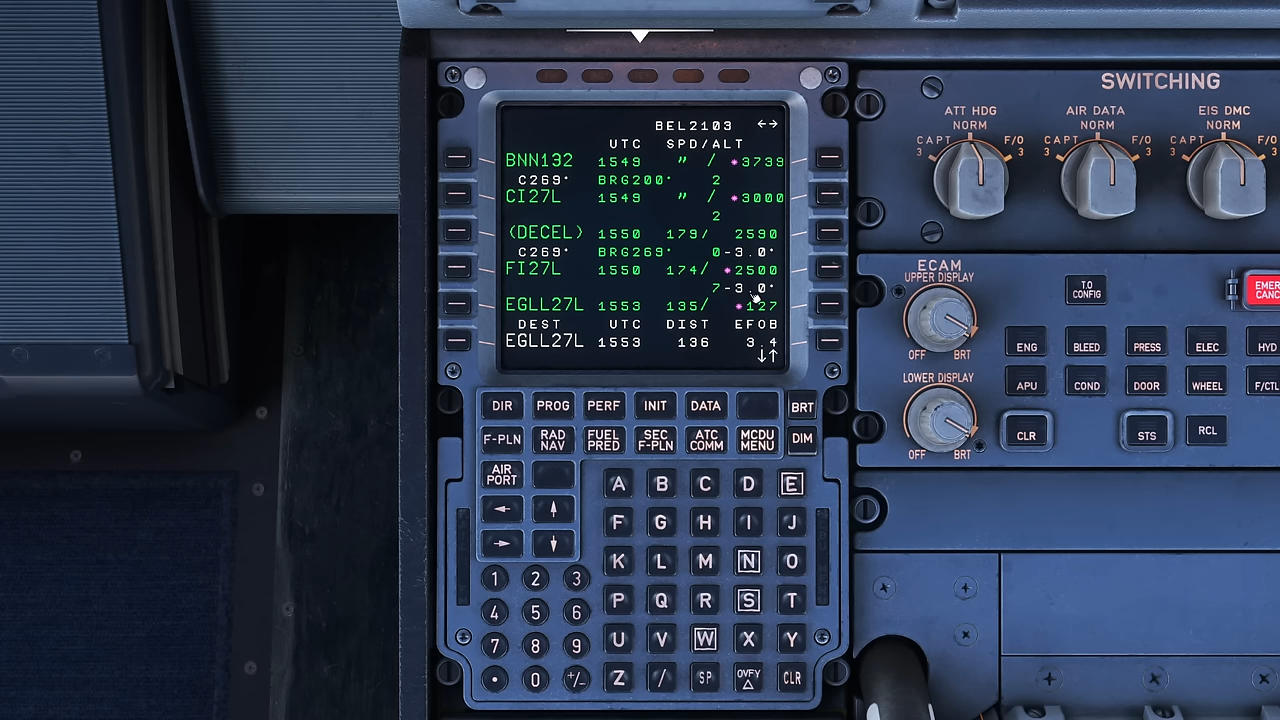 BEL2103 ↔
UTC SPD/ALT
BNN132 1549 " / *3739
C269° BRG200° 2
CI27L 1549 " / *3000
2
(DECEL) 1550 179/ 2590
C269° BRG269° 0-3.0°
FI27L 1550 174/ *2500
7-3.0°
EGLL27L 1553 135/ *127
DEST UTC DIST EFOB
EGLL27L 1553 136 3.4
↓↑
DIR PROG PERF INIT DATA BRT
F-PLN RAD NAV FUEL PRED SEC F-PLN ATC COMM MCDU MENU DIM
AIR PORT
← ↑
→ ↓
A B C D E
F G H I J
K L M N O
P Q R S T
U V W X Y
Z / SP OVFY △ CLR
1 2 3
4 5 6
7 8 9
. 0 +/-
SWITCHING
ATT HDG AIR DATA EIS DMC
NORM NORM NORM
CAPT 3 F/O 3 CAPT 3 F/O 3 CAPT 3 F/O 3
ECAM
UPPER DISPLAY
OFF BRT
T.O CONFIG
EMER CANC
ENG BLEED PRESS ELEC HYD
APU COND DOOR WHEEL F/CTL
LOWER DISPLAY
OFF BRT
CLR STS RCL